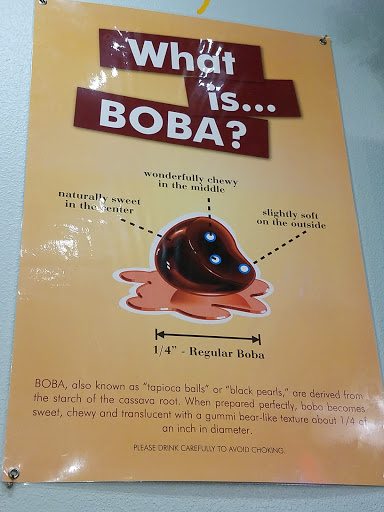 What
is...
BOBA?
wonderfully chewy
in the middle
naturally sweet
in the center
slightly soft
on the outside
1/4" - Regular Boba
BOBA, also known as "tapioca balls" or "black pearls," are derived from
the starch of the cassava root. When prepared perfectly, boba becomes
sweet, chewy and translucent with a gummi bear-like texture about 1/4 of
an inch in diameter.
PLEASE DRINK CAREFULLY TO AVOID CHOKING.